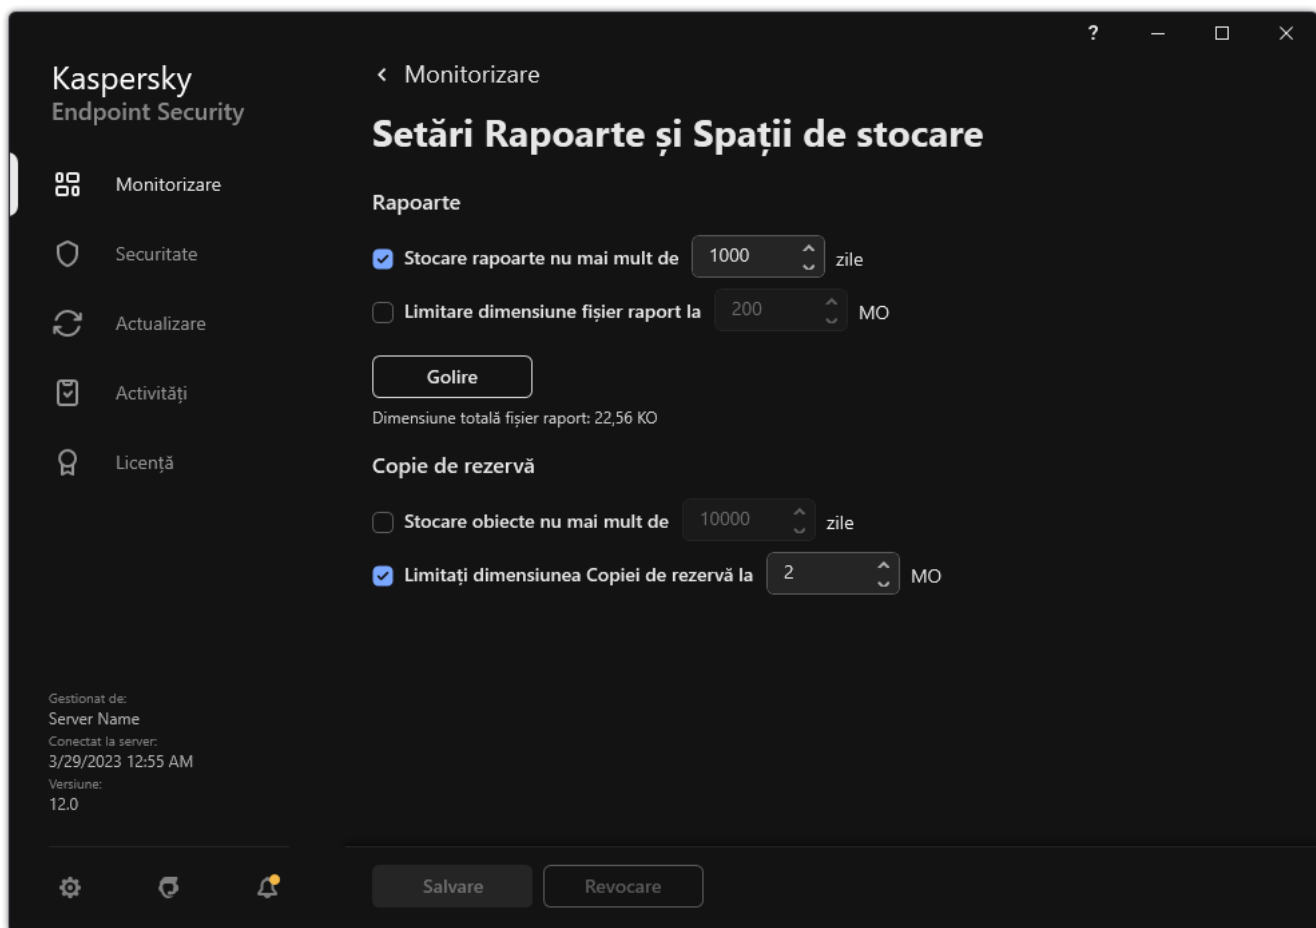 ?
Kaspersky
Endpoint Security
Monitorizare
Securitate
Actualizare
Activități
Licență
Gestionat de:
Server Name
Conectat la server:
3/29/2023 12:55 AM
Versiune:
12.0
Monitorizare
Setări Rapoarte și Spații de stocare
Rapoarte
Stocare rapoarte nu mai mult de 1000 zile
Limitare dimensiune fișier raport la 200 MO
Golire
Dimensiune totală fișier raport: 22,56 KO
Copie de rezervă
Stocare obiecte nu mai mult de 10000 zile
Limitați dimensiunea Copiei de rezervă la 2 MO
Salvare Revocare